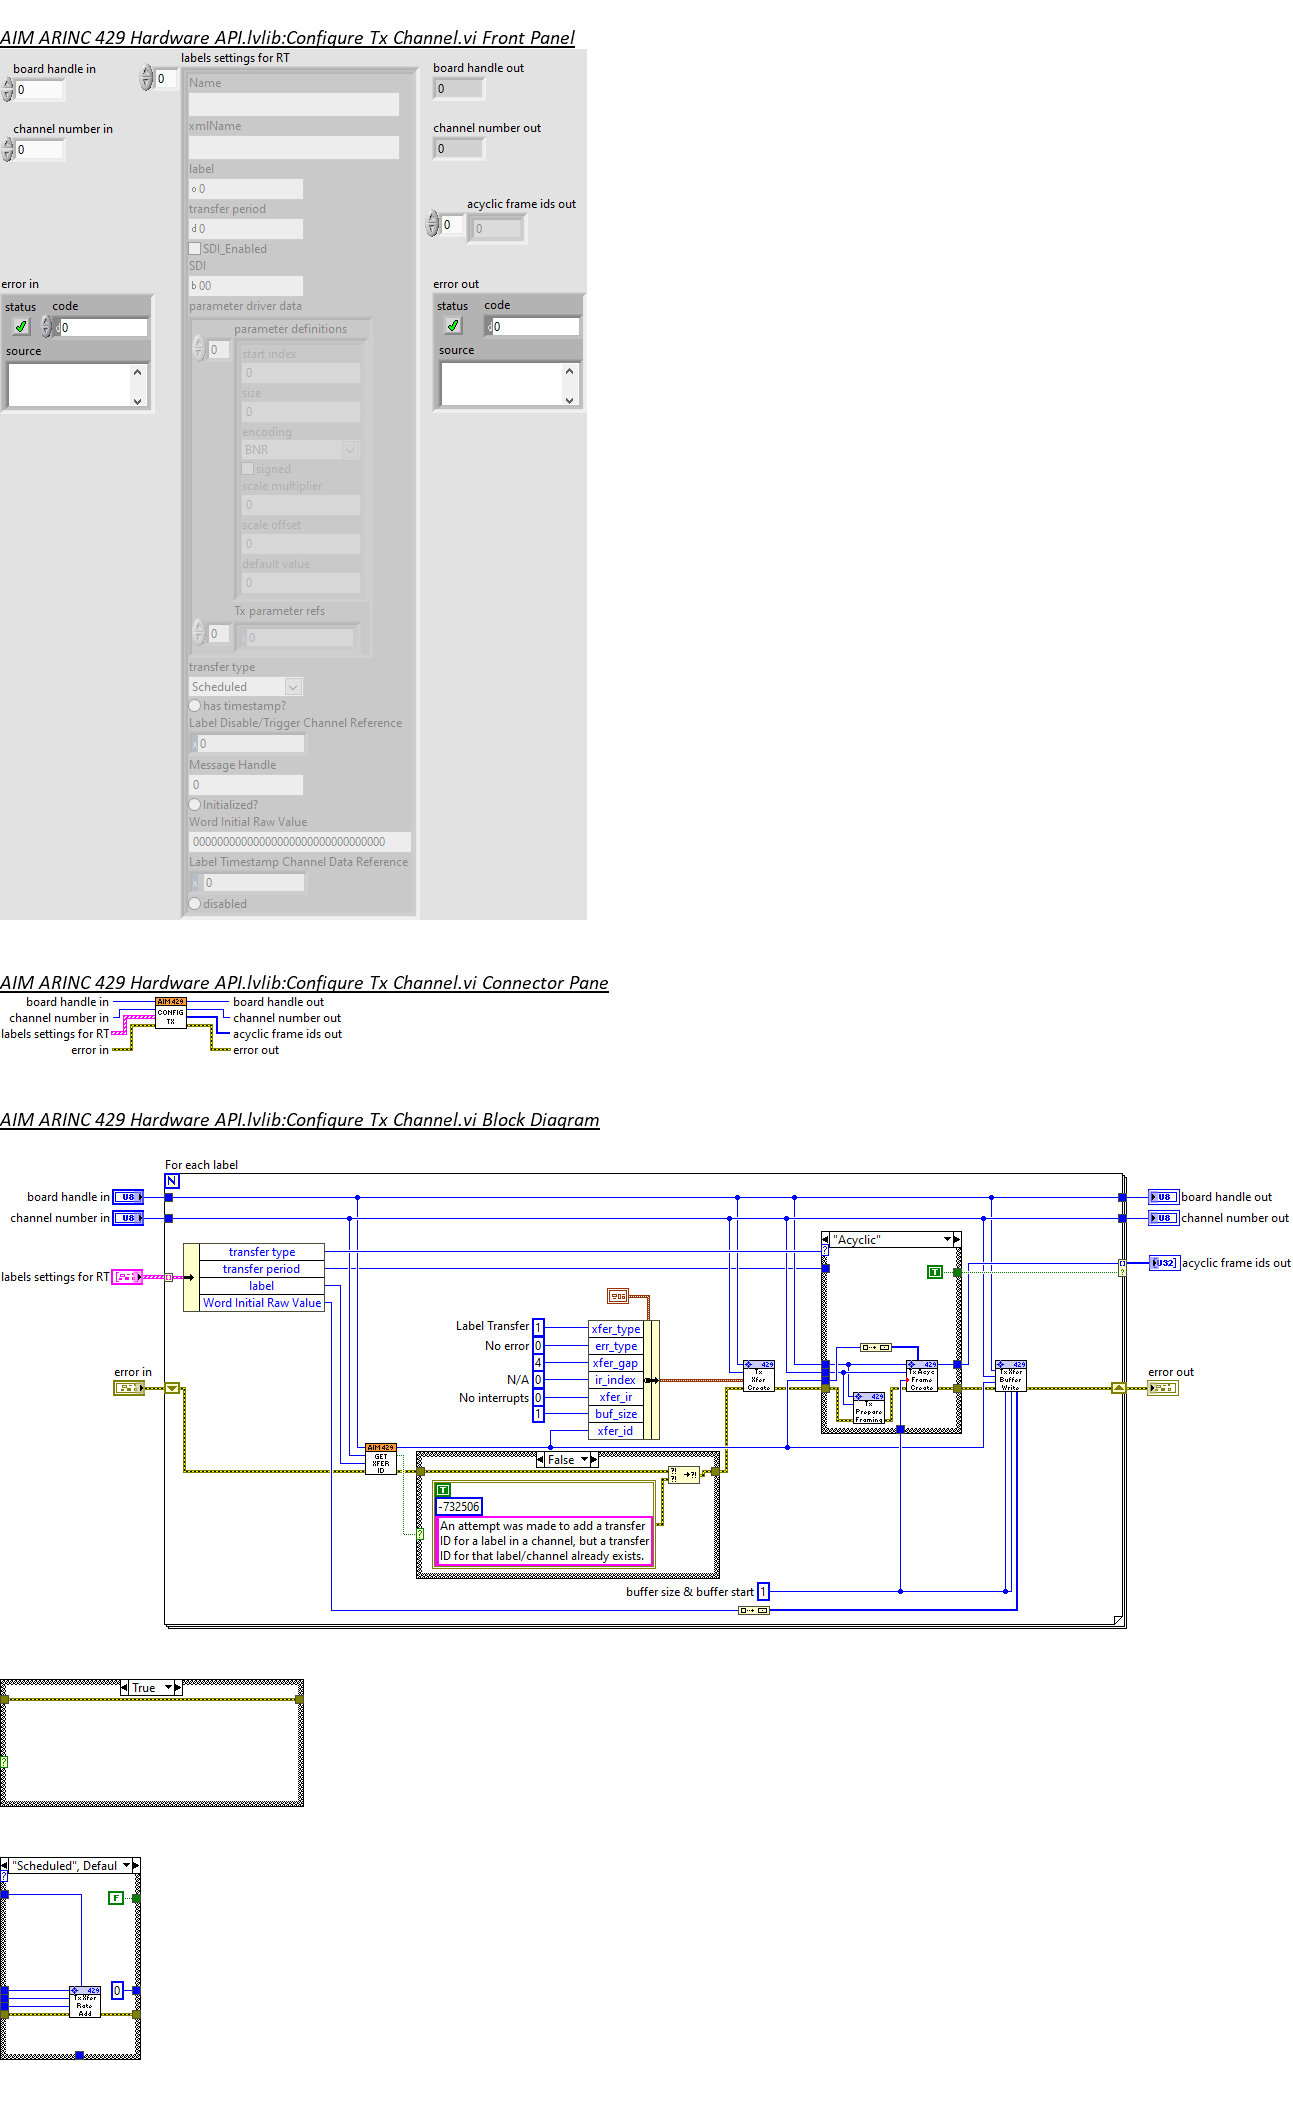 AIM ARINC 429 Hardware API.lvlib:Configure Tx Channel.vi Front Panel
board handle in
0
channel number in
0
error in
status code
d 0
source
0
labels settings for RT
Name
xmlName
label
o 0
transfer period
d 0
SDI_Enabled
SDI
b 00
parameter driver data
0
parameter definitions
start index
0
size
0
encoding
BNR
signed
scale multiplier
0
scale offset
0
default value
0
Tx parameter refs
0
0
transfer type
Scheduled
has timestamp?
Label Disable/Trigger Channel Reference
x 0
Message Handle
0
Initialized?
Word Initial Raw Value
00000000000000000000000000000000
Label Timestamp Channel Data Reference
x 0
disabled
board handle out
0
channel number out
0
acyclic frame ids out
0
0
error out
status code
d 0
source
AIM ARINC 429 Hardware API.lvlib:Configure Tx Channel.vi Connector Pane
board handle in
channel number in
labels settings for RT
error in
AIM 429
CONFIG
TX
board handle out
channel number out
acyclic frame ids out
error out
AIM ARINC 429 Hardware API.lvlib:Configure Tx Channel.vi Block Diagram
For each label
N
board handle in
U8
channel number in
U8
labels settings for RT
error in
transfer type
transfer period
label
Word Initial Raw Value
Label Transfer 1
No error 0
4
N/A 0
No interrupts 0
1
xfer_type
err_type
xfer_gap
ir_index
xfer_ir
buf_size
xfer_id
AIM 429
GET
XFER
ID
False
T
-732506
An attempt was made to add a transfer
ID for a label in a channel, but a transfer
ID for that label/channel already exists.
?
429
Tx
Xfer
Create
"Acyclic"
?
T
429
Tx
Prepare
Framing
429
Tx Acyc
Frame
Create
429
Tx Xfer
Buffer
Write
buffer size & buffer start 1
U8
board handle out
U8
channel number out
U32
acyclic frame ids out
error out
True
?
"Scheduled", Defaul
?
F
429
Tx Xfer
Rate
Add
0